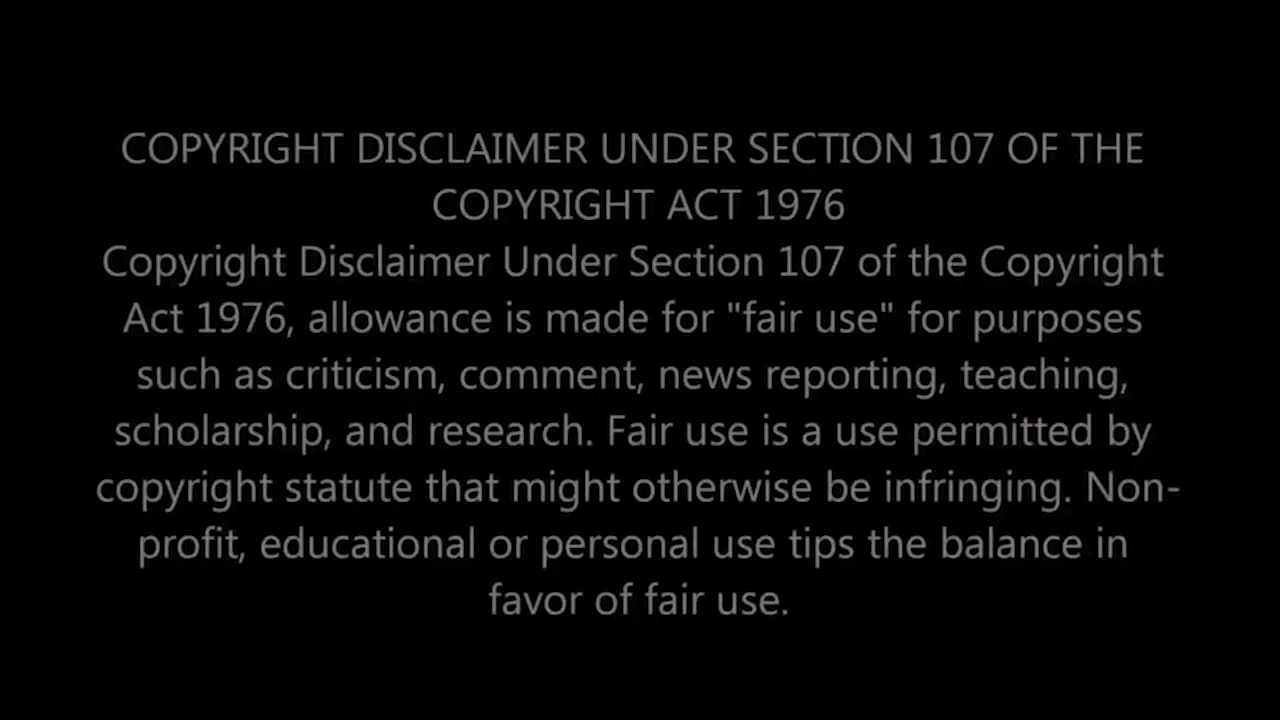 COPYRIGHT DISCLAIMER UNDER SECTION 107 OF THE
COPYRIGHT ACT 1976
Copyright Disclaimer Under Section 107 of the Copyright
Act 1976, allowance is made for "fair use" for purposes
such as criticism, comment, news reporting, teaching,
scholarship, and research. Fair use is a use permitted by
copyright statute that might otherwise be infringing. Non-
profit, educational or personal use tips the balance in
favor of fair use.